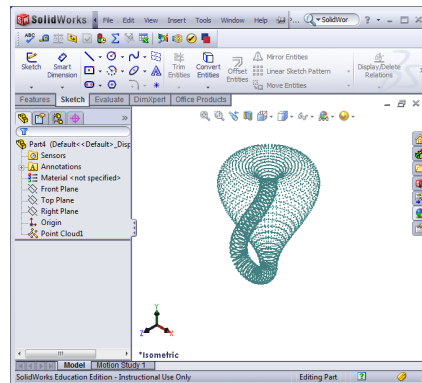 SolidWorks File Edit View Insert Tools Window Help ... SolidWor ?
ABC
Sketch Smart Dimension Trim Entities Convert Entities Offset Entities Mirror Entities Linear Sketch Pattern Move Entities Display/Delete Relations
Features Sketch Evaluate DimXpert Office Products
Part4 (Default<<Default>_Disp
Sensors
Annotations
Material <not specified>
Front Plane
Top Plane
Right Plane
Origin
Point Cloud1
Z Y X
*Isometric
Model Motion Study 1
SolidWorks Education Edition - Instructional Use Only Editing Part